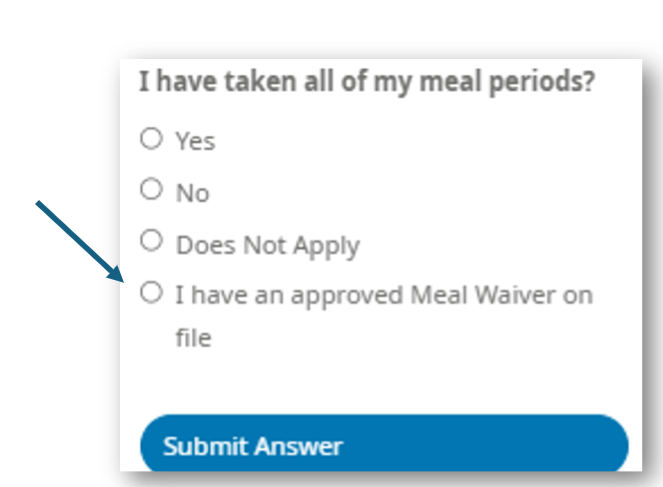 I have taken all of my meal periods?
Yes
No
Does Not Apply
I have an approved Meal Waiver on
file
Submit Answer